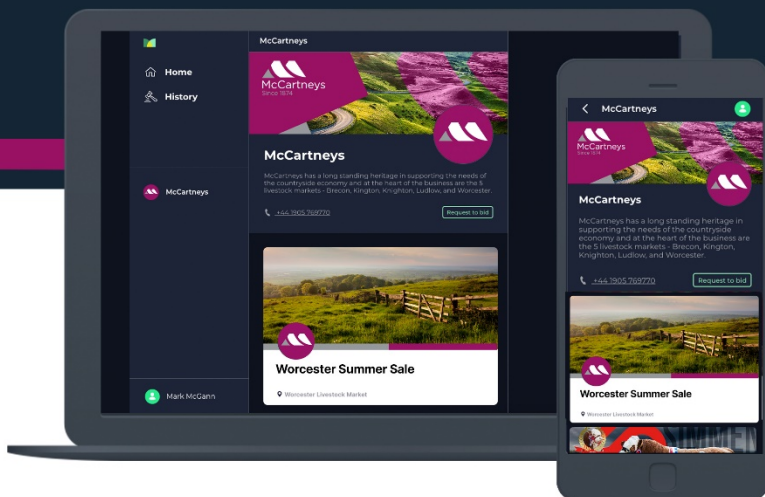 McCartneys
Home
History
McCartneys
Mark McGann
McCartneys
Since 1874
McCartneys
McCartneys has a long standing heritage in supporting the needs of
the countryside economy and at the heart of the business are the 5
livestock markets - Brecon, Kington, Knighton, Ludlow, and Worcester.
+44 1905 769770
Request to bid
Worcester Summer Sale
Worcester Livestock Market
McCartneys
McCartneys
Since 1874
McCartneys
McCartneys has a long standing heritage in
supporting the needs of the countryside
economy and at the heart of the business are
the 5 livestock markets - Brecon, Kington,
Knighton, Ludlow, and Worcester.
+44 1905 769770
Request to bid
Worcester Summer Sale
Worcester Livestock Market